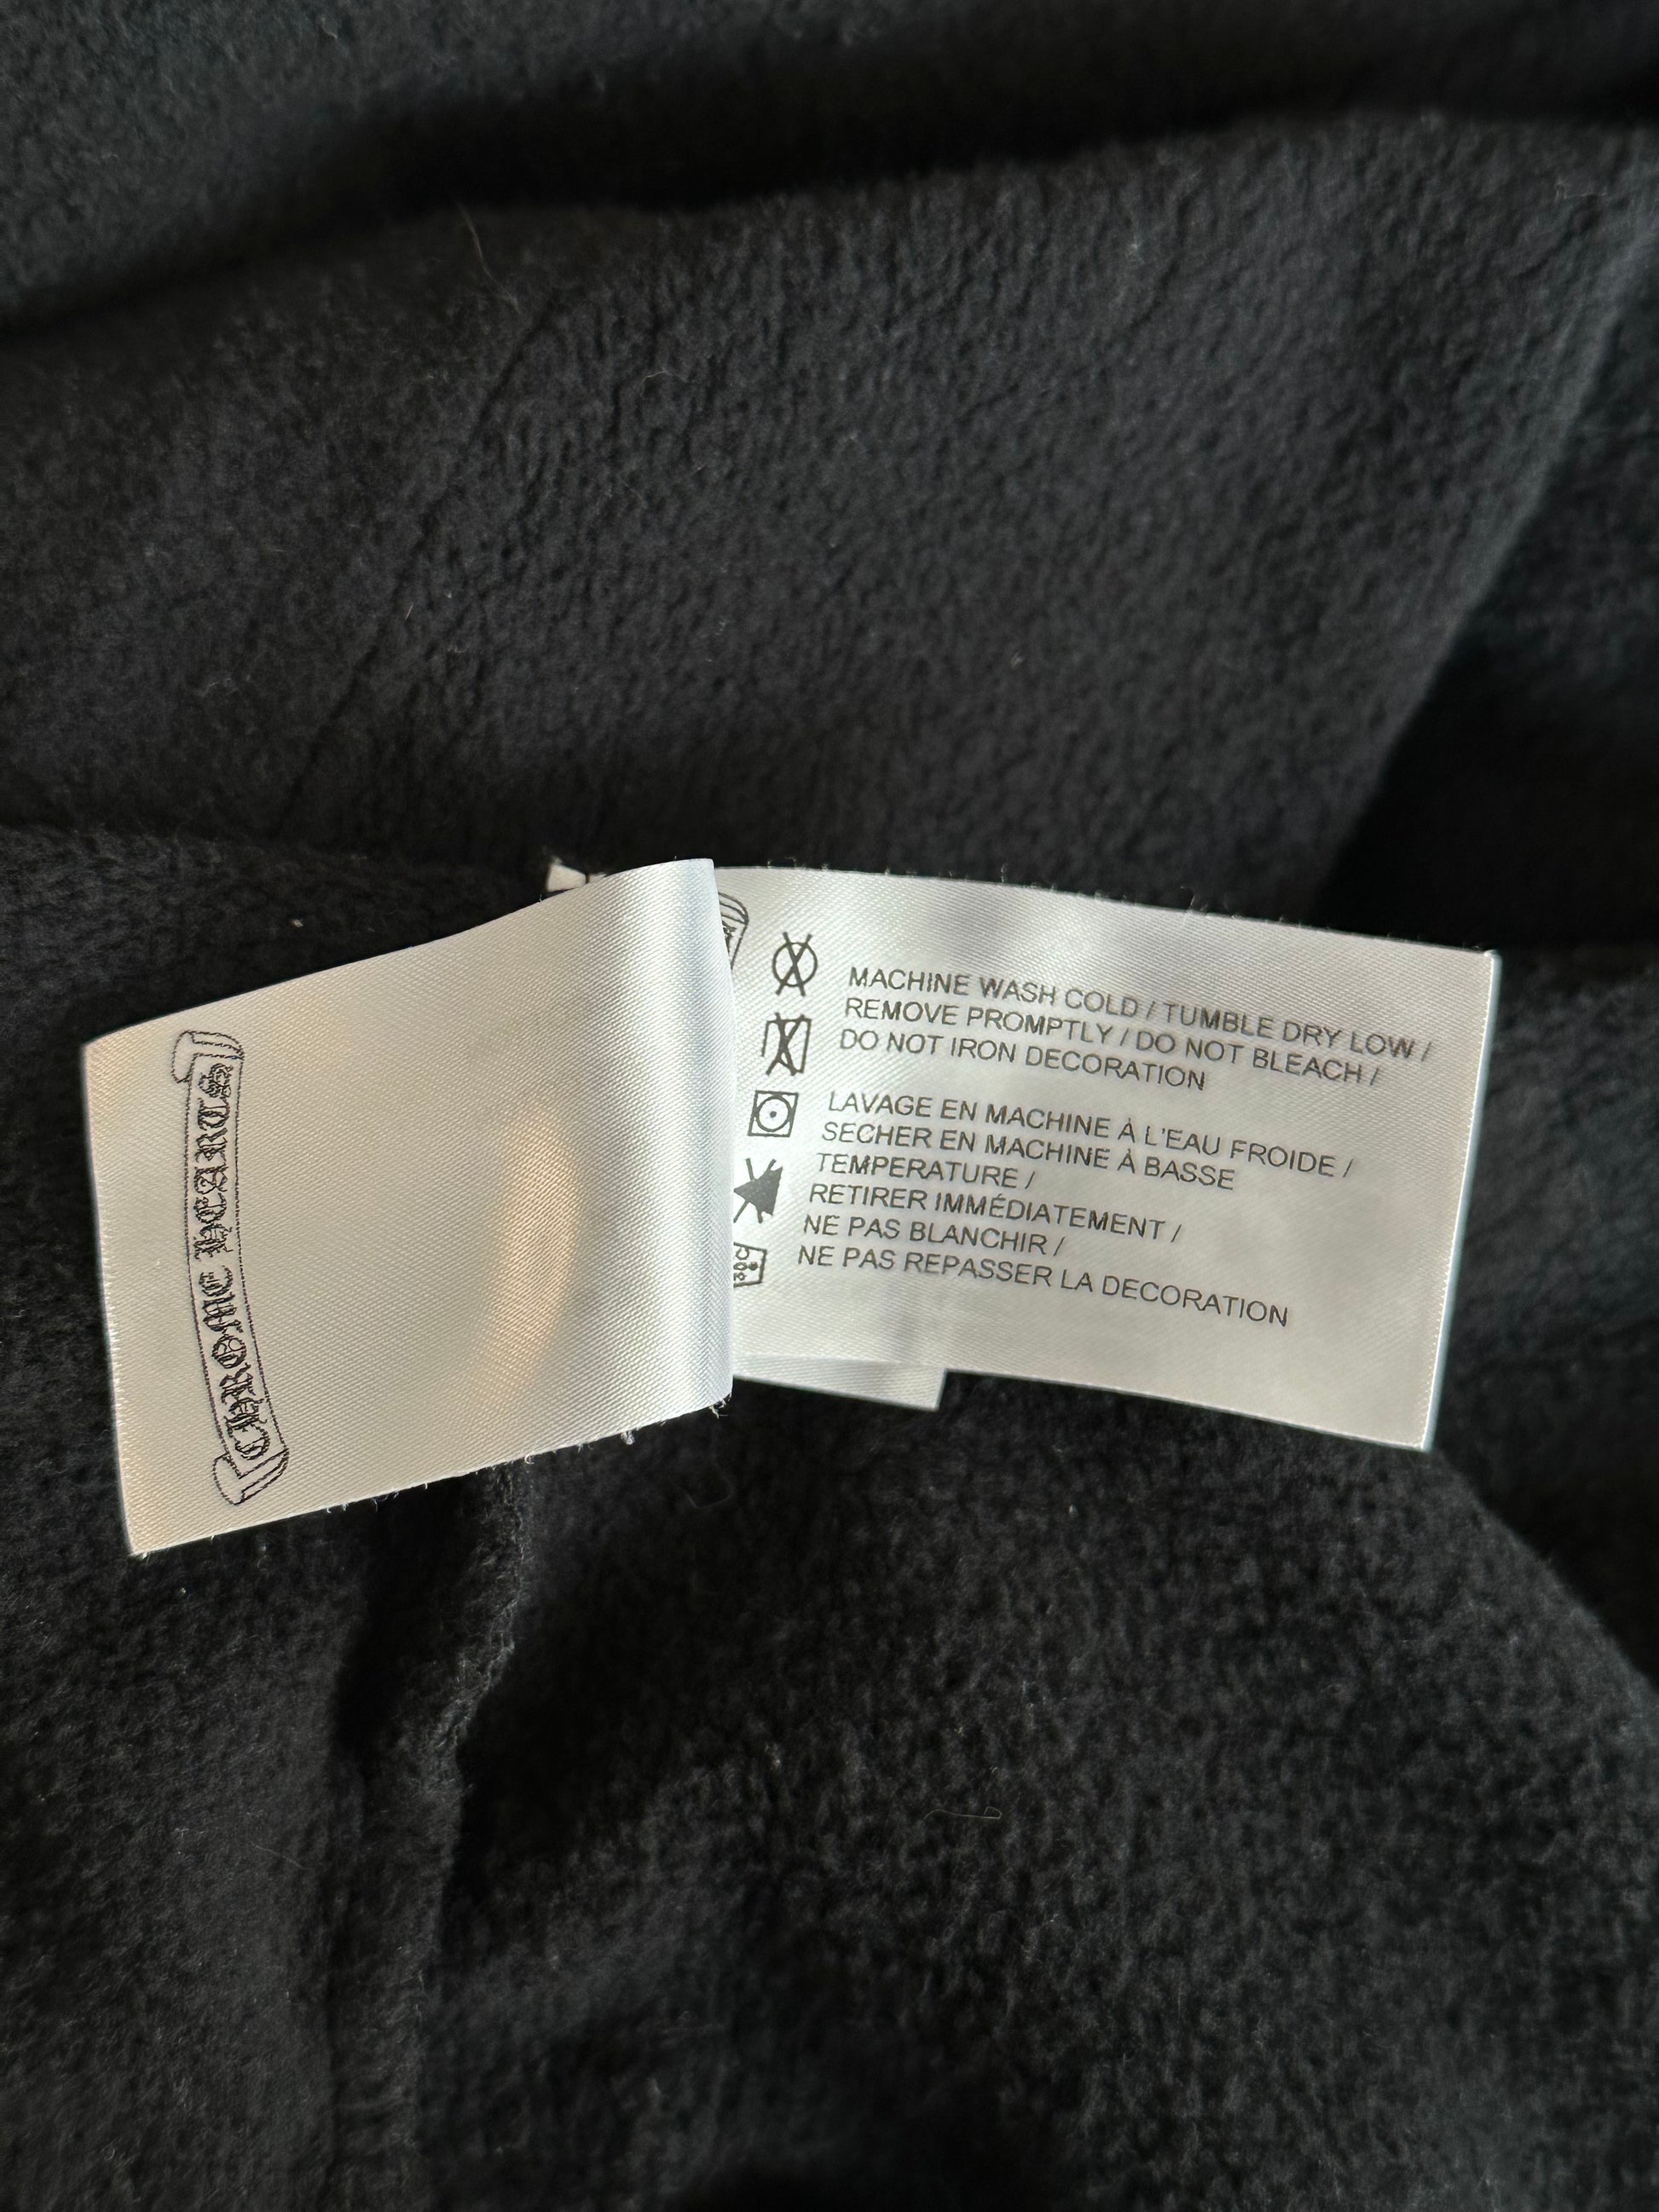 CHROME HEARTS
MACHINE WASH COLD / TUMBLE DRY LOW /
REMOVE PROMPTLY / DO NOT BLEACH /
DO NOT IRON DECORATION
LAVAGE EN MACHINE À L'EAU FROIDE /
SECHER EN MACHINE À BASSE
TEMPERATURE /
RETIRER IMMÉDIATEMENT /
NE PAS BLANCHIR /
NE PAS REPASSER LA DECORATION